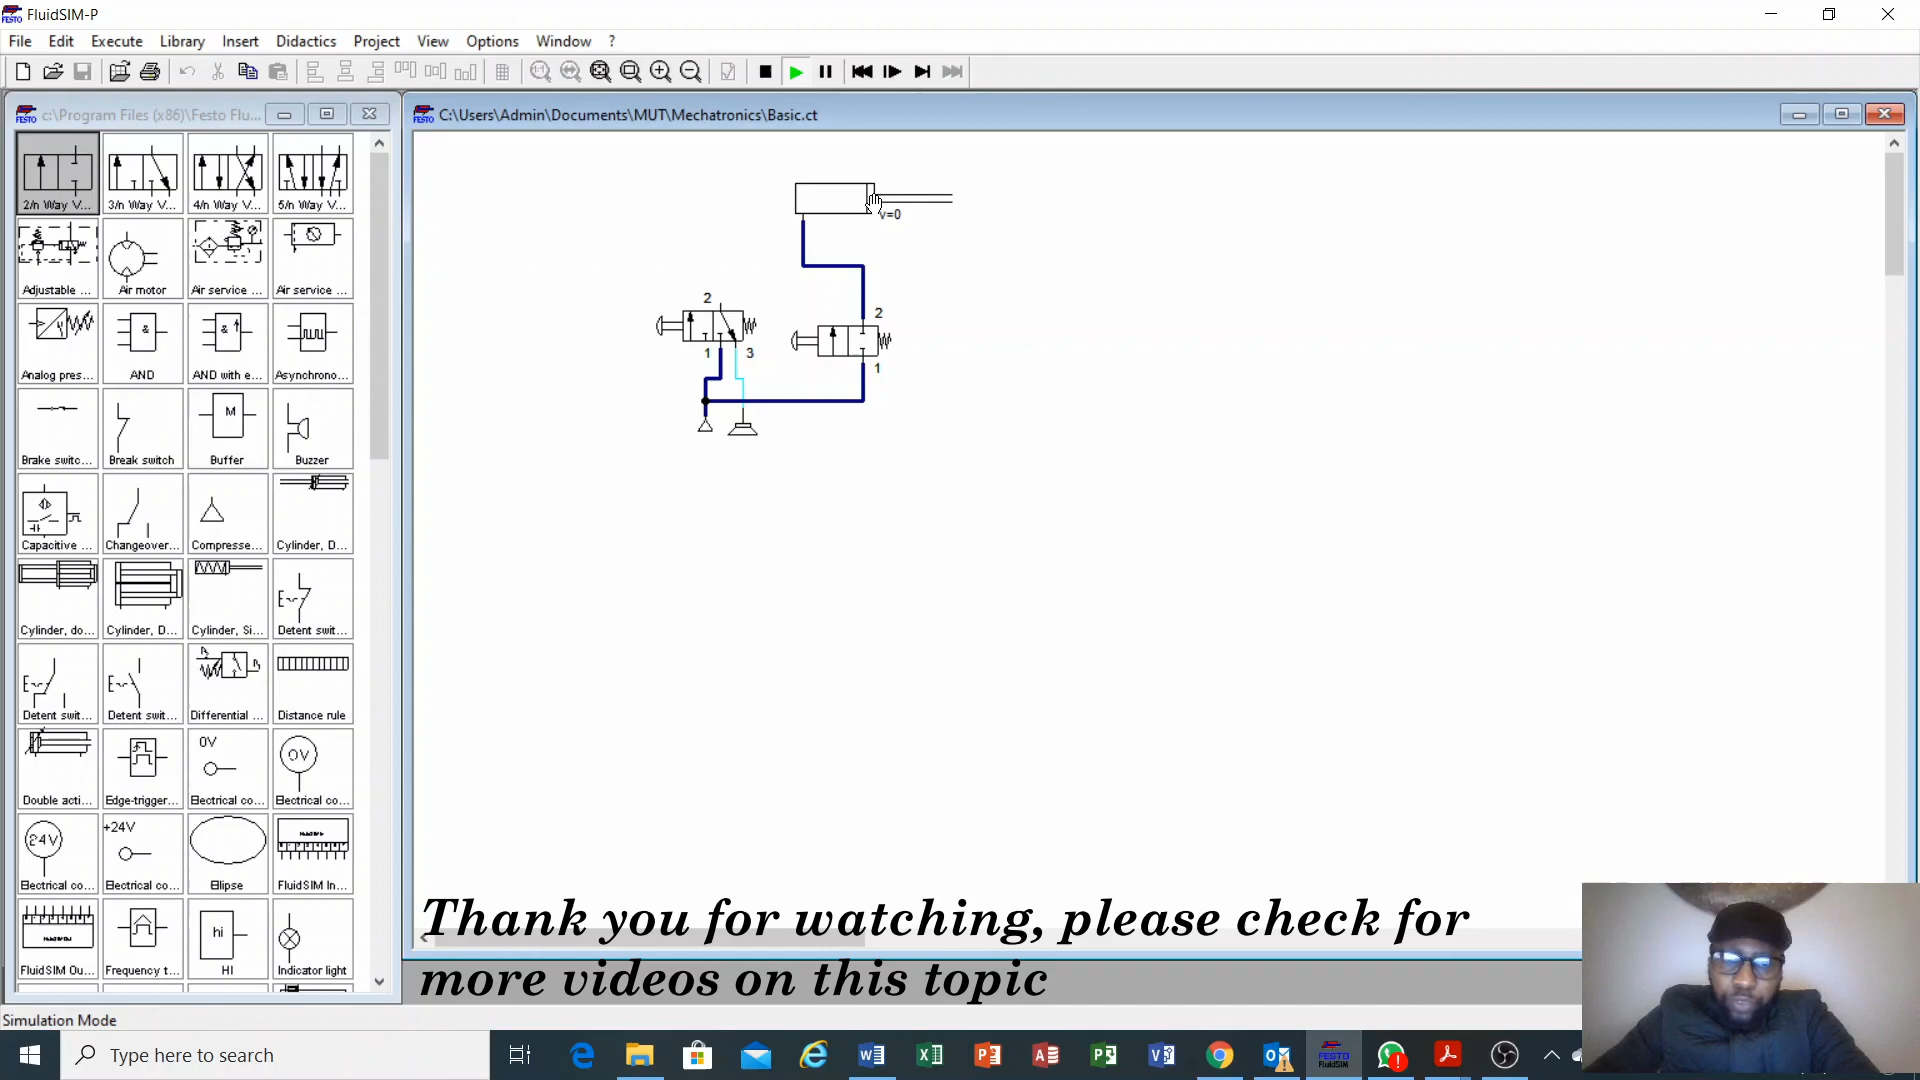 FluidSIM-P
File Edit Execute Library Insert Didactics Project View Options Window ?
FESTO c:\Program Files (x86)\Festo Flu...
FESTO C:\Users\Admin\Documents\MUT\Mechatronics\Basic.ct
2/n Way V... 3/n Way V... 4/n Way V... 5/n Way V...
Adjustable ... Air motor Air service ... Air service ...
& &
Analog pres... AND AND with e... Asynchrono...
M
Brake switc... Break switch Buffer Buzzer
Capacitive ... Changeover... Compresse... Cylinder, D...
Cylinder, do... Cylinder, D... Cylinder, Si... Detent swit...
Detent swit... Detent swit... Differential ... Distance rule
0V 0V
Double acti... Edge-trigger... Electrical co... Electrical co...
24V +24V
Electrical co... Electrical co... Ellipse FluidSIM In...
hi
FluidSIM Ou... Frequency t... HI Indicator light
v=0
2
2
1 3
1
Thank you for watching, please check for
more videos on this topic
Simulation Mode
Type here to search
FESTO
FluidSIM